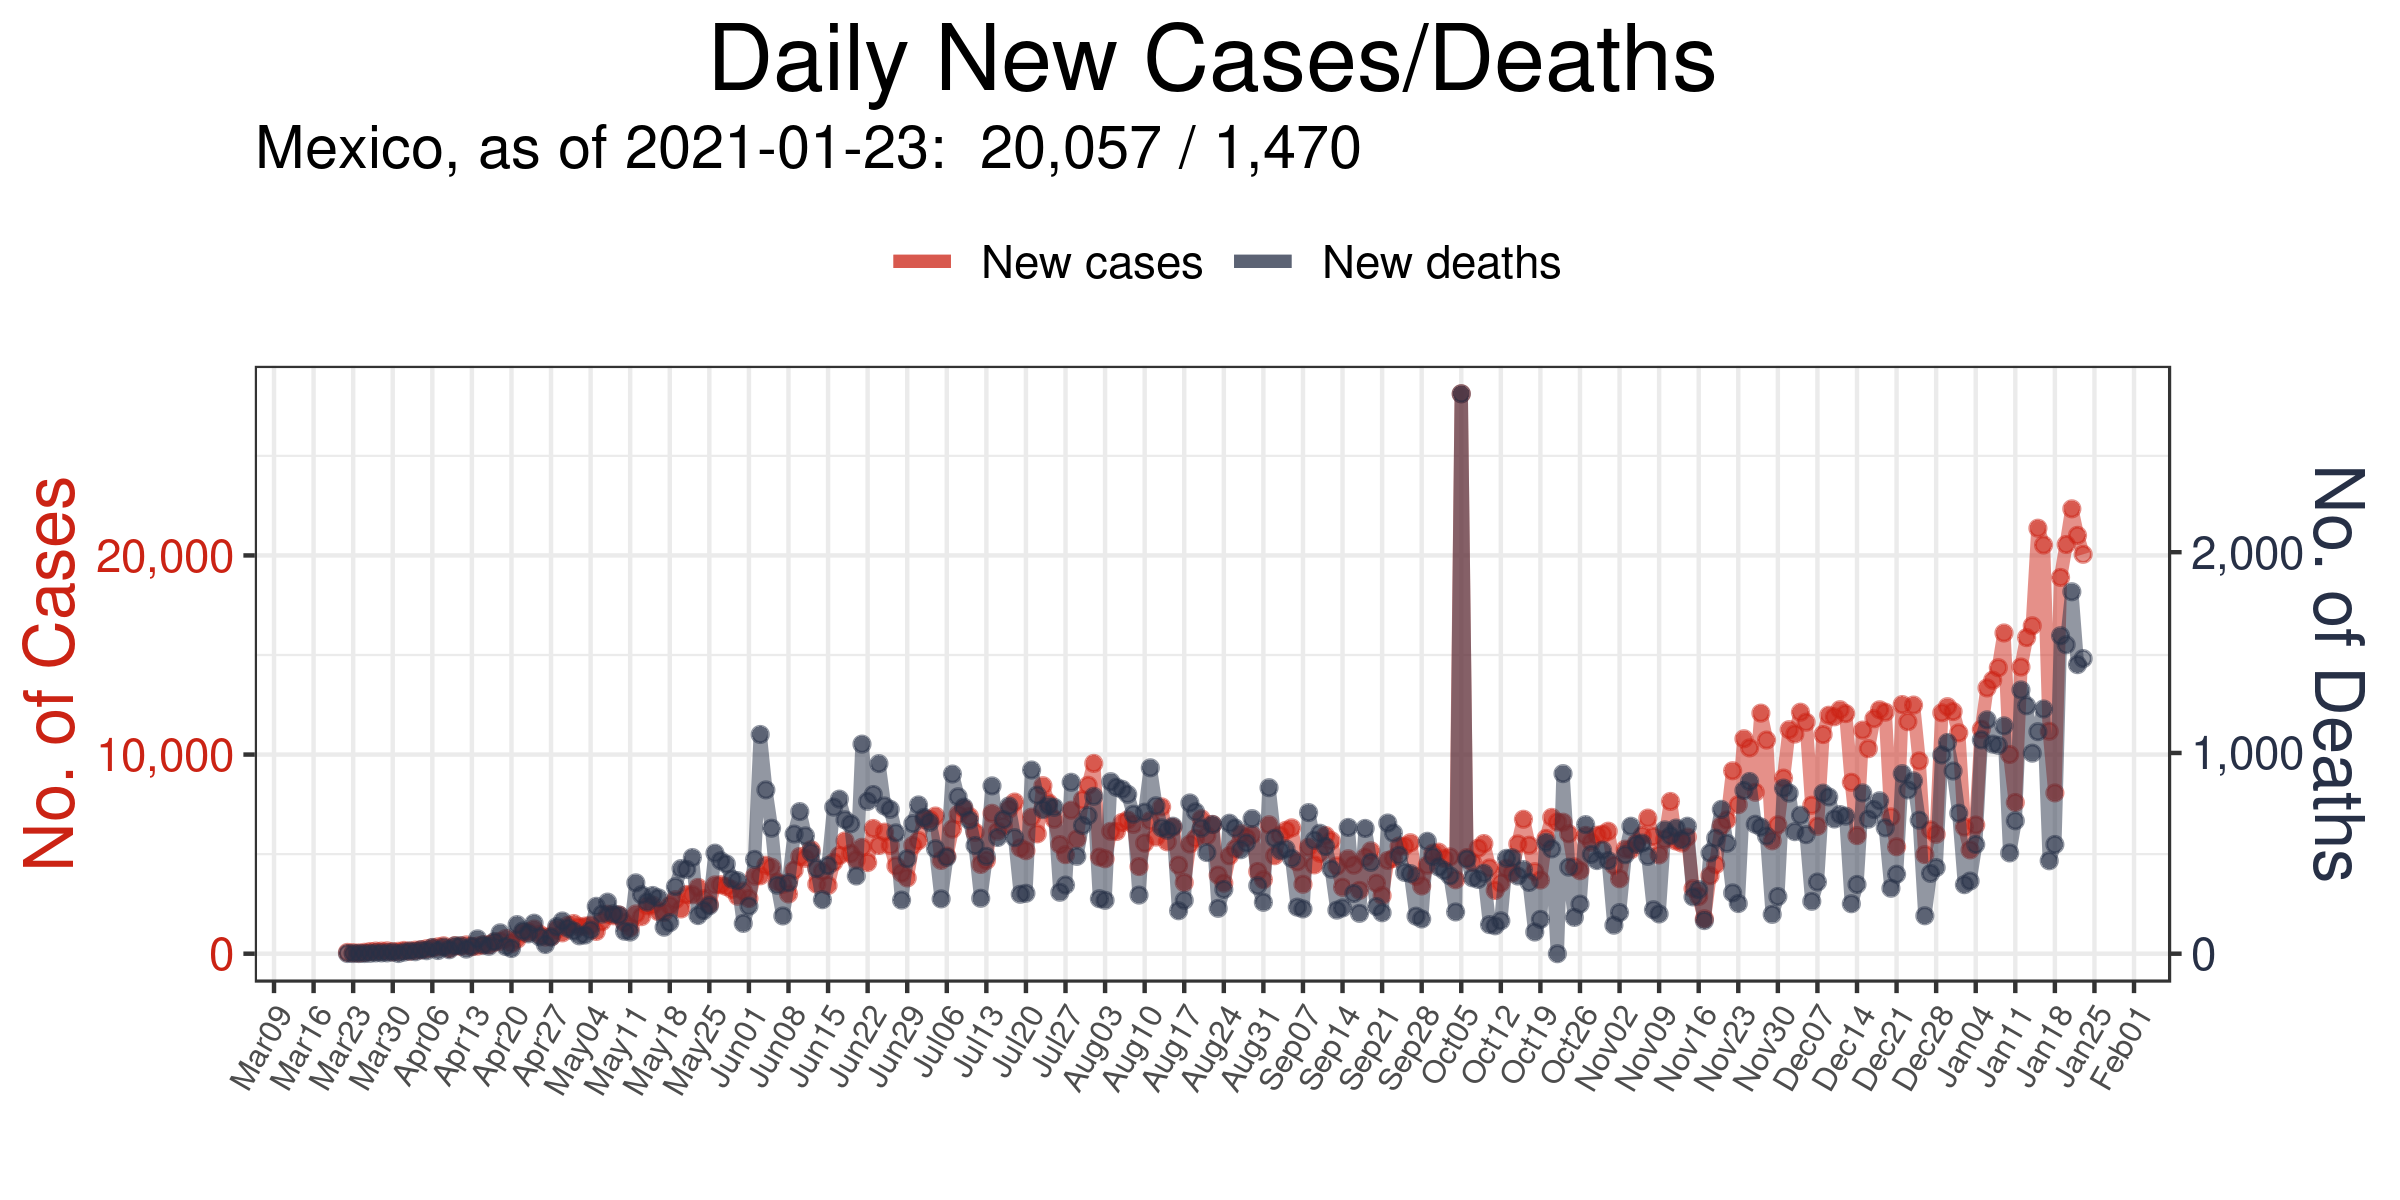 Daily New Cases/Deaths
Mexico, as of 2021-01-23:  20,057 / 1,470
New cases
New deaths
No. of Cases
20,000
10,000
0
2,000
1,000
0
No. of Deaths
Mar09
Mar16
Mar23
Mar30
Apr06
Apr13
Apr20
Apr27
May04
May11
May18
May25
Jun01
Jun08
Jun15
Jun22
Jun29
Jul06
Jul13
Jul20
Jul27
Aug03
Aug10
Aug17
Aug24
Aug31
Sep07
Sep14
Sep21
Sep28
Oct05
Oct12
Oct19
Oct26
Nov02
Nov09
Nov16
Nov23
Nov30
Dec07
Dec14
Dec21
Dec28
Jan04
Jan11
Jan18
Jan25
Feb01